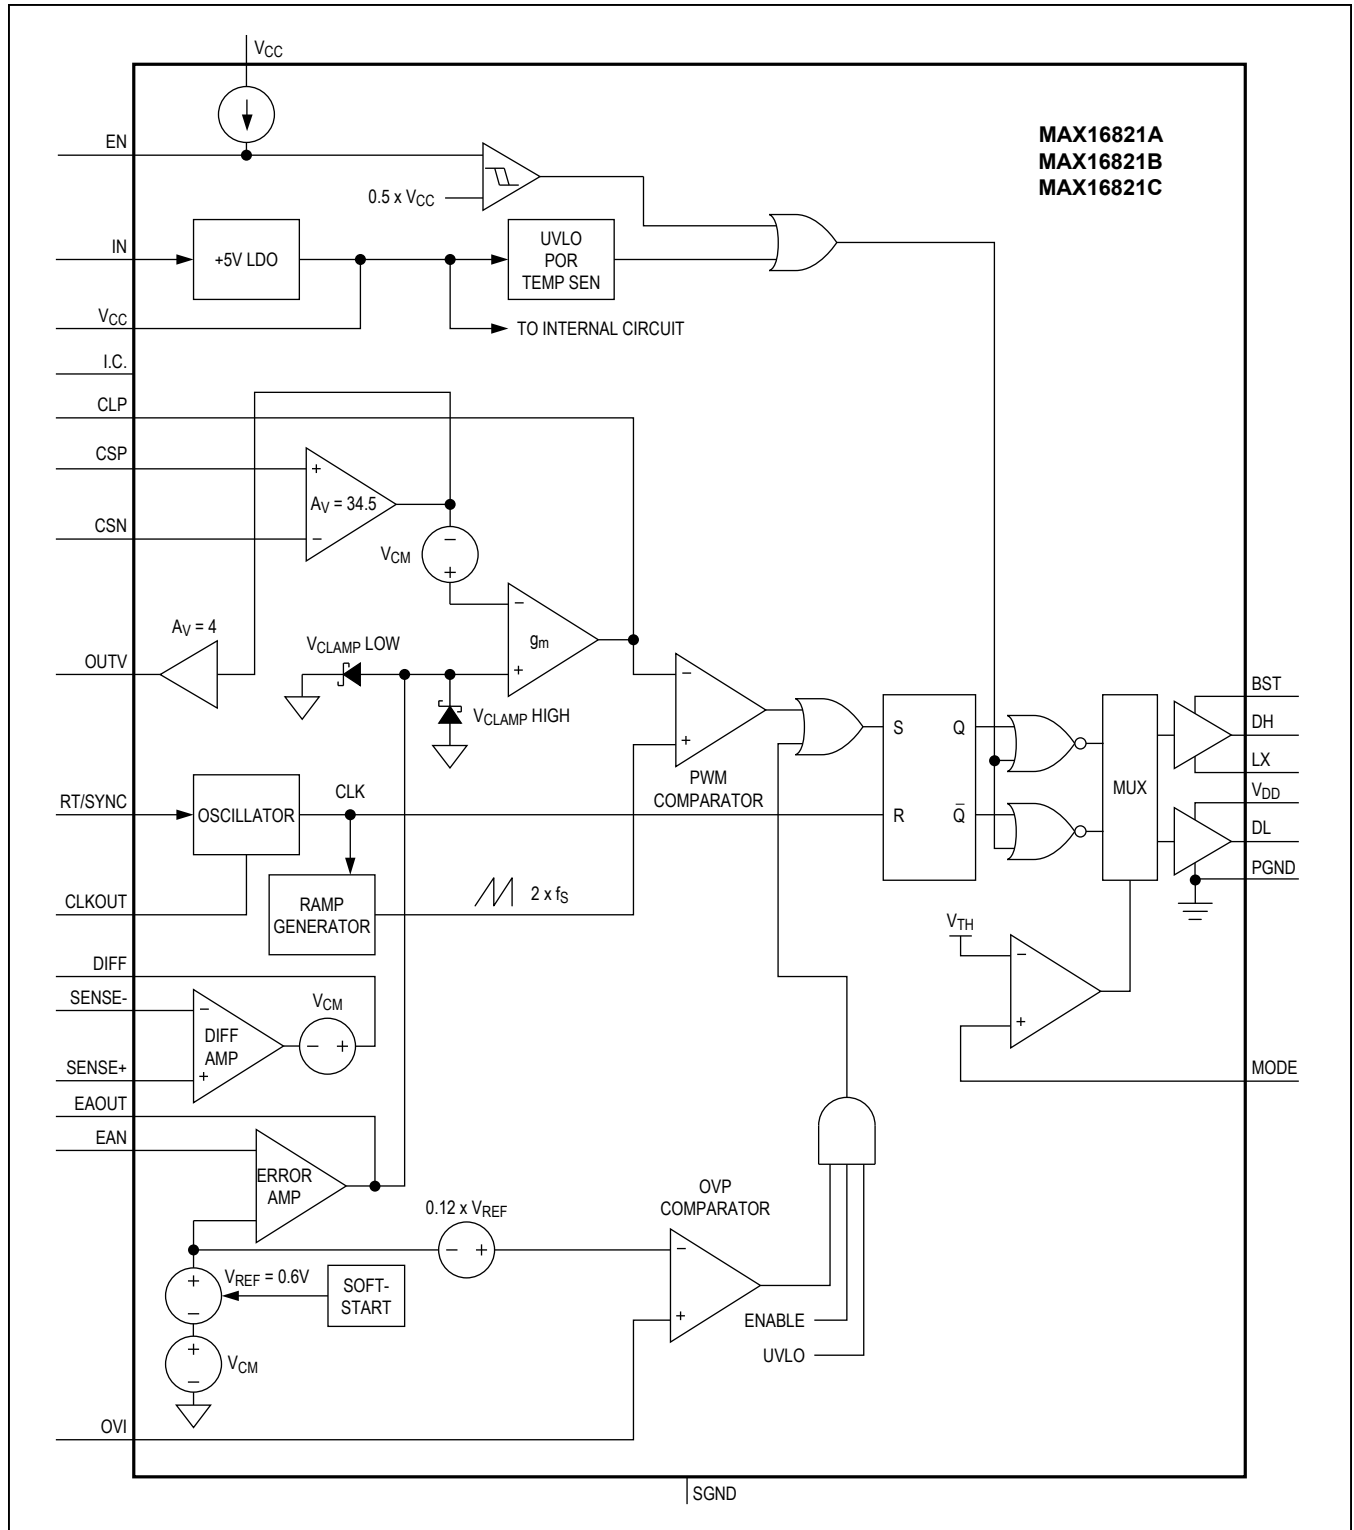 VCC
MAX16821A
MAX16821B
MAX16821C
EN
0.5 x VCC
IN
+5V LDO
UVLO
POR
TEMP SEN
VCC
TO INTERNAL CIRCUIT
I.C.
CLP
CSP
+
AV = 34.5
CSN
−
VCM
−
+
−
gm
+
AV = 4
VCLAMP LOW
OUTV
VCLAMP HIGH
−
+
PWM
COMPARATOR
S
Q
R
Q̅
MUX
BST
DH
LX
VDD
DL
PGND
RT/SYNC
OSCILLATOR
CLK
CLKOUT
RAMP
GENERATOR
2 x fS
VTH
−
+
MODE
DIFF
SENSE-
−
DIFF
AMP
+
VCM
− +
SENSE+
EAOUT
EAN
ERROR
AMP
0.12 x VREF
− +
OVP
COMPARATOR
−
+
VREF = 0.6V
+
−
SOFT-
START
ENABLE
UVLO
+
−
VCM
OVI
SGND